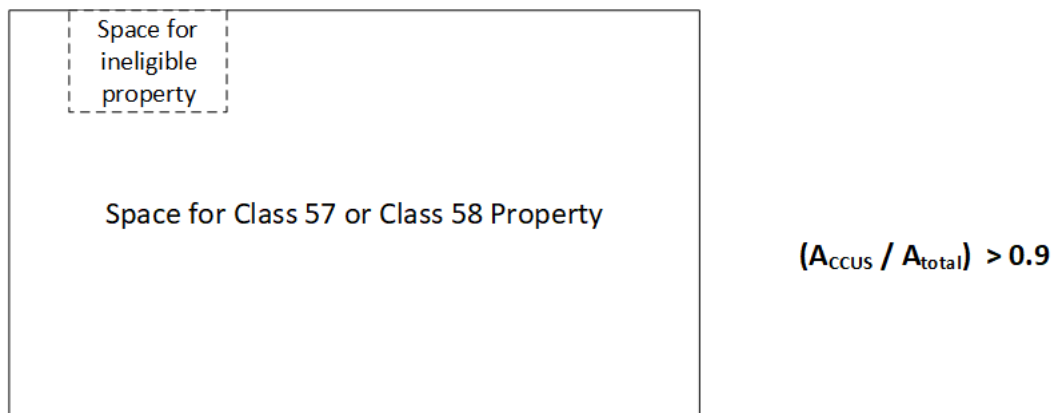 Space for
ineligible
property
Space for Class 57 or Class 58 Property
(ACCUS / Atotal) > 0.9